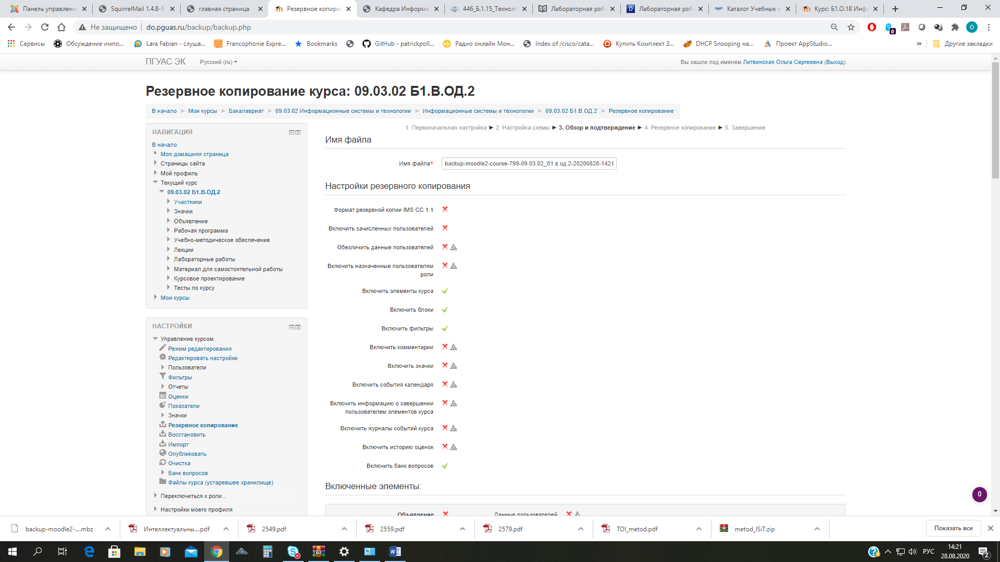 Панель управлени
SquirrelMail 1.4.8-5.
главная страница
Резервное копиро
Кафедра Информа
446_Б.1.15_Технол
Лабораторная раб
Лабораторная раб
Каталог Учебные и
Курс: Б1.О.18 Инф
Не защищено
do.pguas.ru/backup/backup.php
0
O
Сервисы
Обсуждение импо...
Lara Fabian - слуша...
Francophonie Expre...
Bookmarks
GitHub - patrickpoll...
Радио онлайн Мон...
Index of /cisco/cata...
Купить Комплект 3...
DHCP Snooping на...
Проект AppStudio...
»
Другие закладки
ПГУАС ЭК
Русский (ru)
Вы зашли под именем Литвинская Ольга Сергеевна (Выход)
Резервное копирование курса: 09.03.02 Б1.В.ОД.2
В начало ► Мои курсы ► Бакалавриат ► 09.03.02 Информационные системы и технологии ► Информационные системы и технологии ► 09.03.02 Б1.В.ОД.2 ► Резервное копирование
НАВИГАЦИЯ
В начало
Моя домашняя страница
Страницы сайта
Мой профиль
Текущий курс
09.03.02 Б1.В.ОД.2
Участники
Значки
Объявление
Рабочая программа
Учебно-методическое обеспечение
Лекции
Лабораторные работы
Материал для самостоятельной работы
Курсовое проектирование
Тесты по курсу
Мои курсы
НАСТРОЙКИ
Управление курсом
Режим редактирования
Редактировать настройки
Пользователи
Фильтры
Отчеты
Оценки
Показатели
Значки
Резервное копирование
Восстановить
Импорт
Опубликовать
Очистка
Банк вопросов
Файлы курса (устаревшее хранилище)
Переключиться к роли...
Настройки моего профиля
1. Первоначальная настройка ► 2. Настройка схемы ► 3. Обзор и подтверждение ► 4. Резервное копирование ► 5. Завершение
Имя файла
Имя файла*
backup-moodle2-course-799-09.03.02_б1.в.од.2-20200828-1421
Настройки резервного копирования
Формат резервной копии IMS CC 1.1
Включить зачисленных пользователей
Обезличить данные пользователей
Включить назначенные пользователям
роли
Включить элементы курса
Включить блоки
Включить фильтры
Включить комментарии
Включить значки
Включить события календаря
Включить информацию о завершении
пользователем элементов курса
Включить журналы событий курса
Включить историю оценок
Включить банк вопросов
Включенные элементы:
Объявление
Данные пользователей
0
backup-moodle2-....mbz
Интеллектуальны....pdf
2549.pdf
2559.pdf
2579.pdf
TOI_metod.pdf
metod_ISiT.zip
Показать все
РУС
14:21
28.08.2020
2